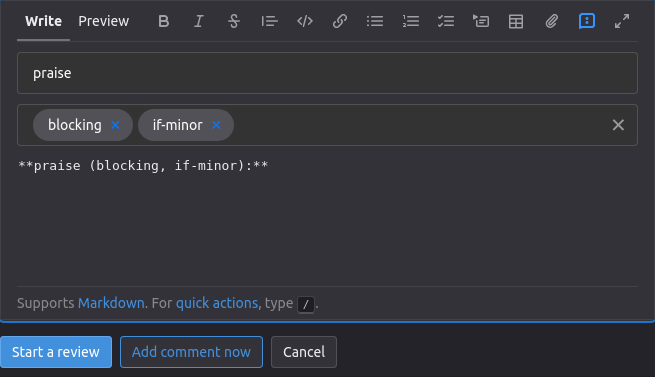 Write Preview
praise
blocking × if-minor ×
**praise (blocking, if-minor):**
Supports Markdown. For quick actions, type /.
Start a review Add comment now Cancel